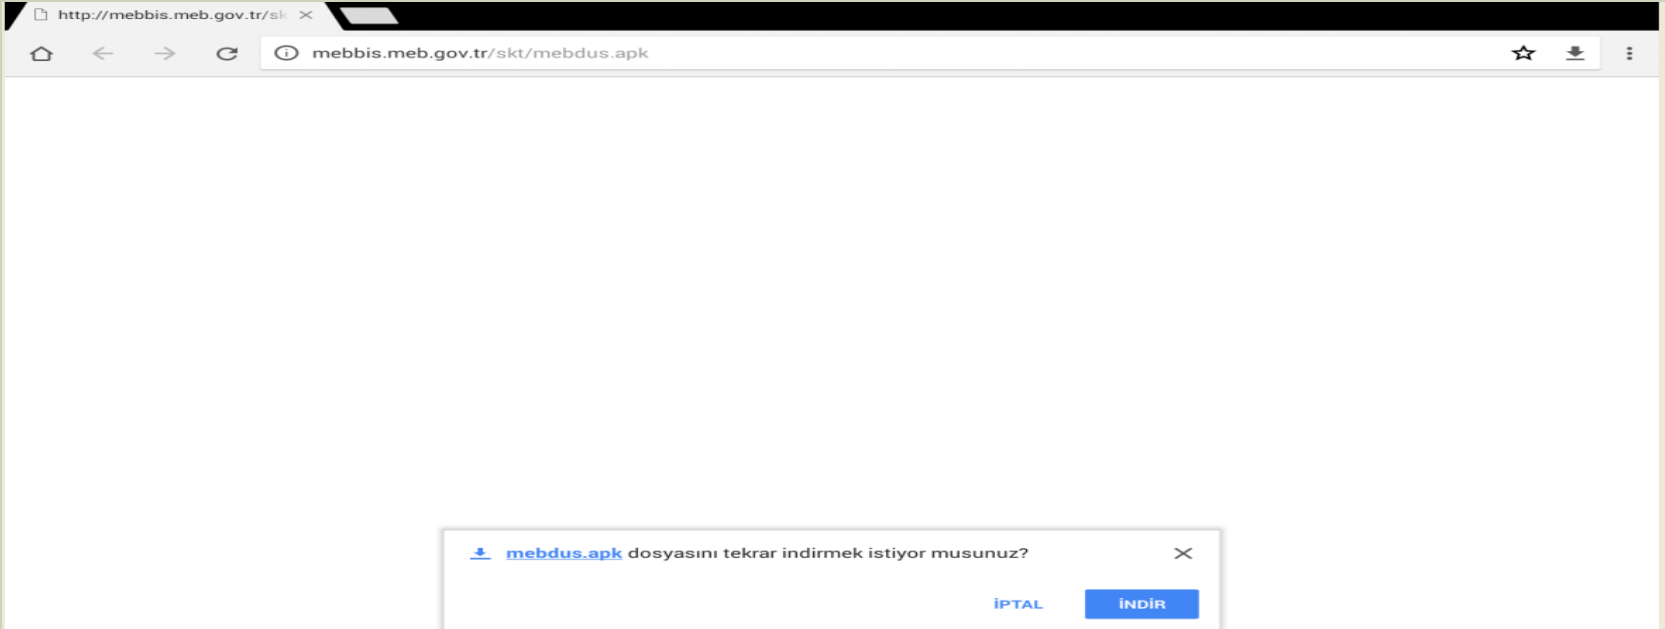 http://mebbis.meb.gov.tr/sk
mebbis.meb.gov.tr/skt/mebdus.apk
mebdus.apk dosyasını tekrar indirmek istiyor musunuz?
İPTAL
İNDİR